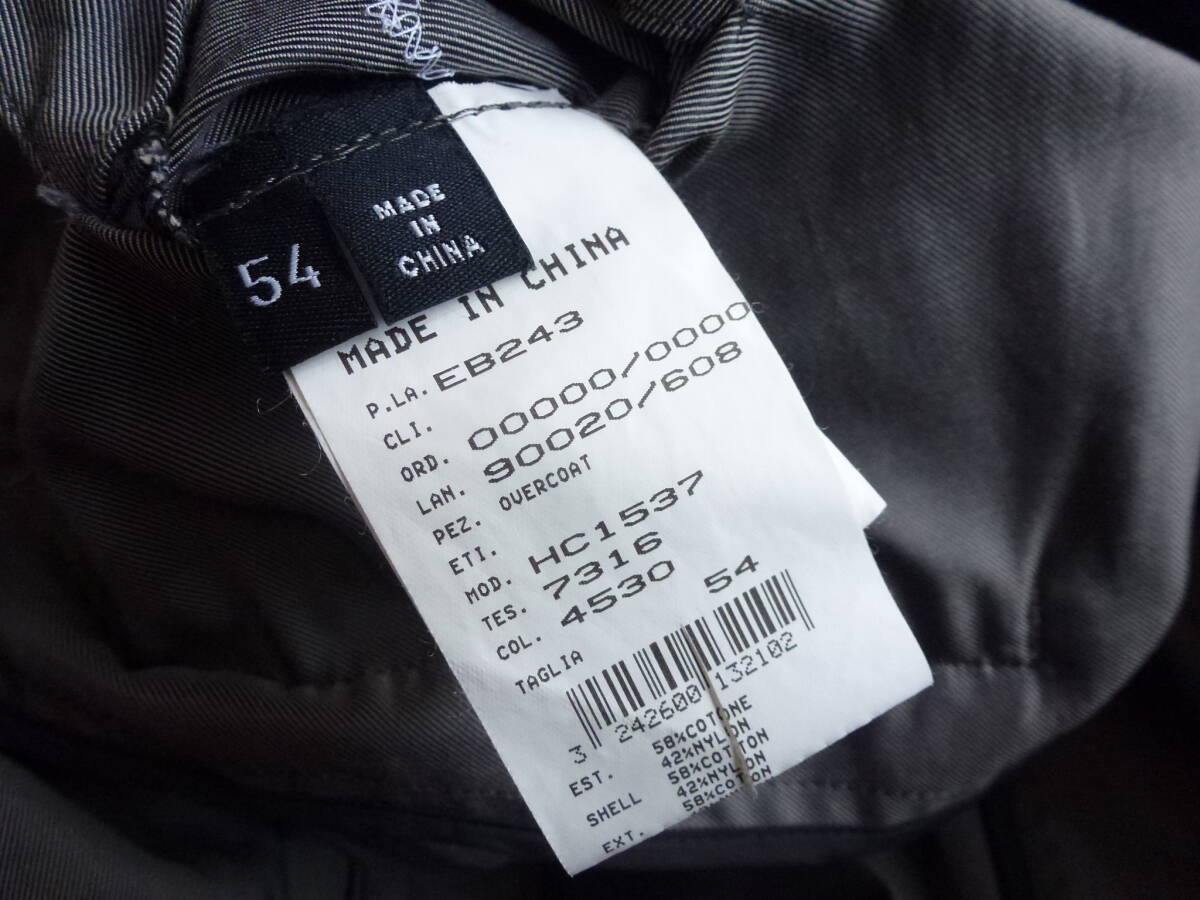 54
MADE
IN
CHINA
MADE IN CHINA
P.LA. EB243
CLI.
ORD. 00000/0000
LAN. 90020/608
PEZ. OVERCOAT
ETI.
MOD. HC1537
TES. 7316
COL. 4530 54
TAGLIA
3 242600 132102
EST. 58%COTONE
42%NYLON
SHELL 58%COTTON
42%NYLON
EXT. 58%COTON